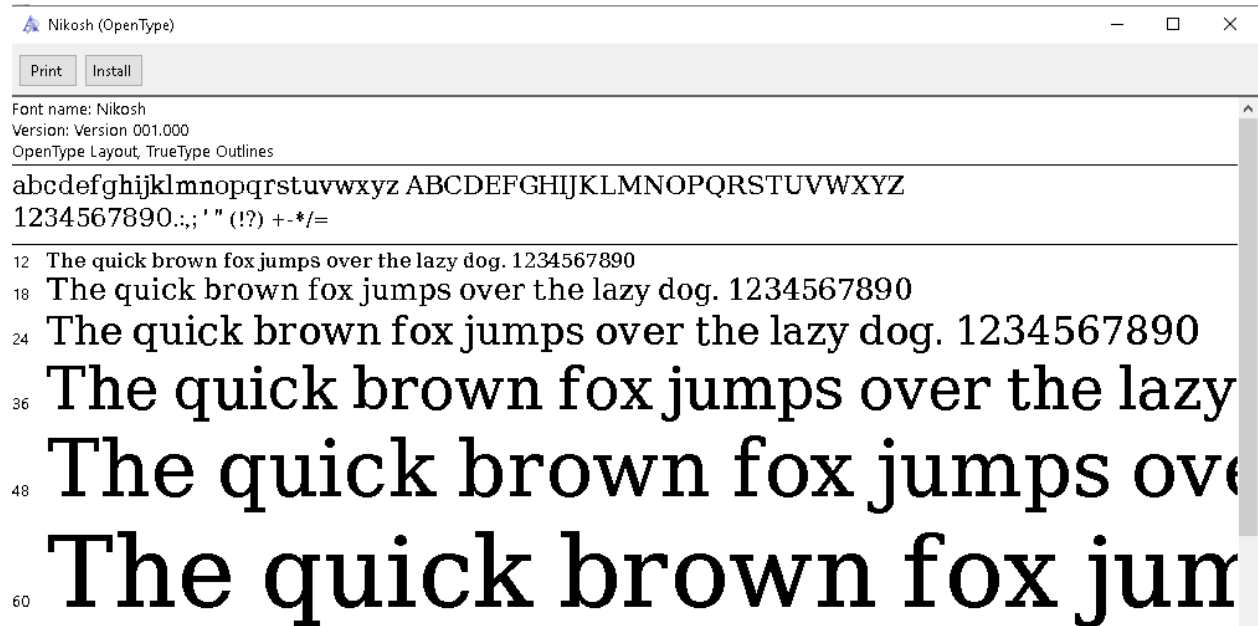 Nikosh (OpenType)
Print Install
Font name: Nikosh
Version: Version 001.000
OpenType Layout, TrueType Outlines
abcdefghijklmnopqrstuvwxyz ABCDEFGHIJKLMNOPQRSTUVWXYZ
1234567890.:,; ' " (!?) +-*/=
12 The quick brown fox jumps over the lazy dog. 1234567890
18 The quick brown fox jumps over the lazy dog. 1234567890
24 The quick brown fox jumps over the lazy dog. 1234567890
36 The quick brown fox jumps over the lazy
48 The quick brown fox jumps ove
60 The quick brown fox jum